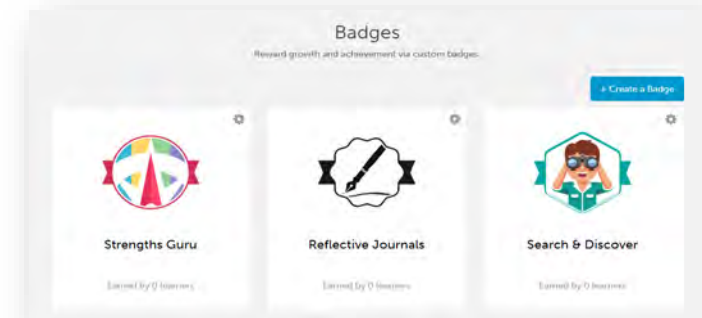 Badges
Reward growth and achievement via custom badges.
+ Create a Badge
Strengths Guru
Reflective Journals
Search & Discover
Earned by 0 learners
Earned by 0 learners
Earned by 0 learners